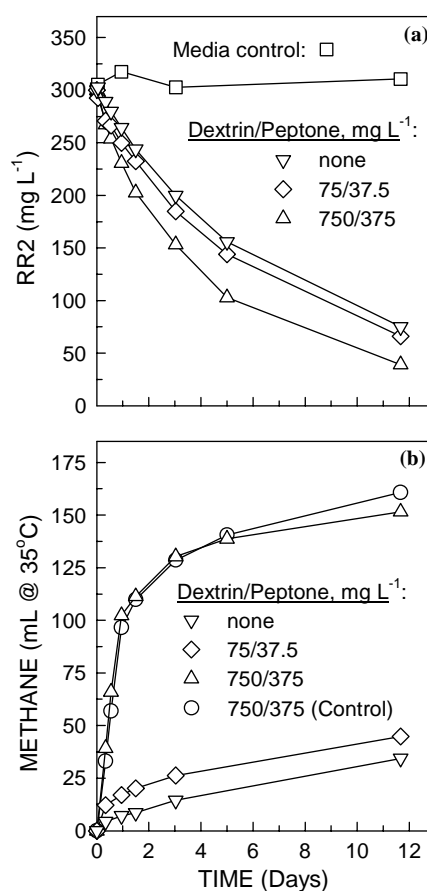 350
300
250
200
150
100
50
0
RR2 (mg L-1)
(a)
Media control:
Dextrin/Peptone, mg L-1
none
75/37.5
750/375
175
150
125
100
75
50
25
0
METHANE (mL @ 35oC)
(b)
Dextrin/Peptone, mg L-1:
none
75/37.5
750/375
750/375 (Control)
0 2 4 6 8 10 12
TIME (Days)